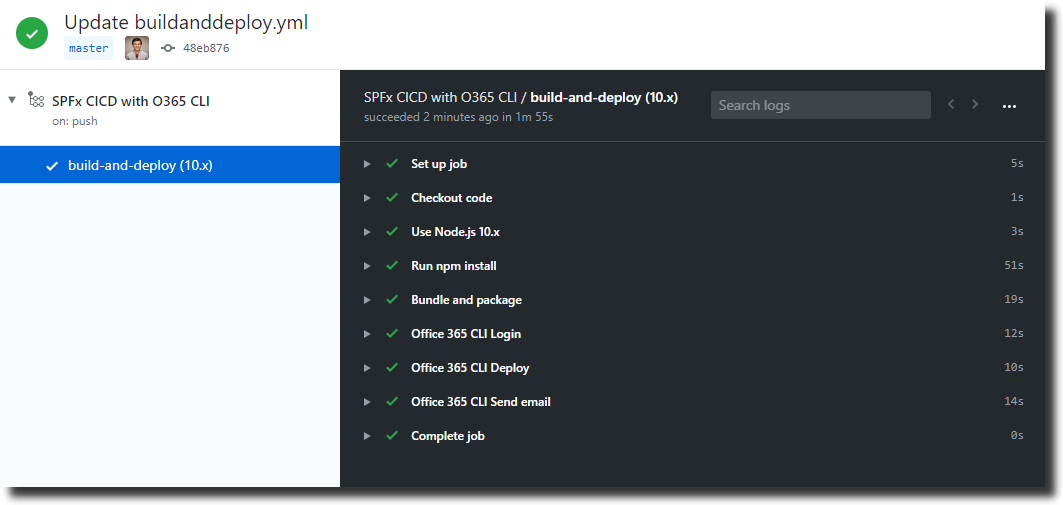 Update buildanddeploy.yml
master 48eb876
SPFx CICD with O365 CLI
on: push
build-and-deploy (10.x)
SPFx CICD with O365 CLI / build-and-deploy (10.x)
succeeded 2 minutes ago in 1m 55s
Search logs
Set up job 5s
Checkout code 1s
Use Node.js 10.x 3s
Run npm install 51s
Bundle and package 19s
Office 365 CLI Login 12s
Office 365 CLI Deploy 10s
Office 365 CLI Send email 14s
Complete job 0s